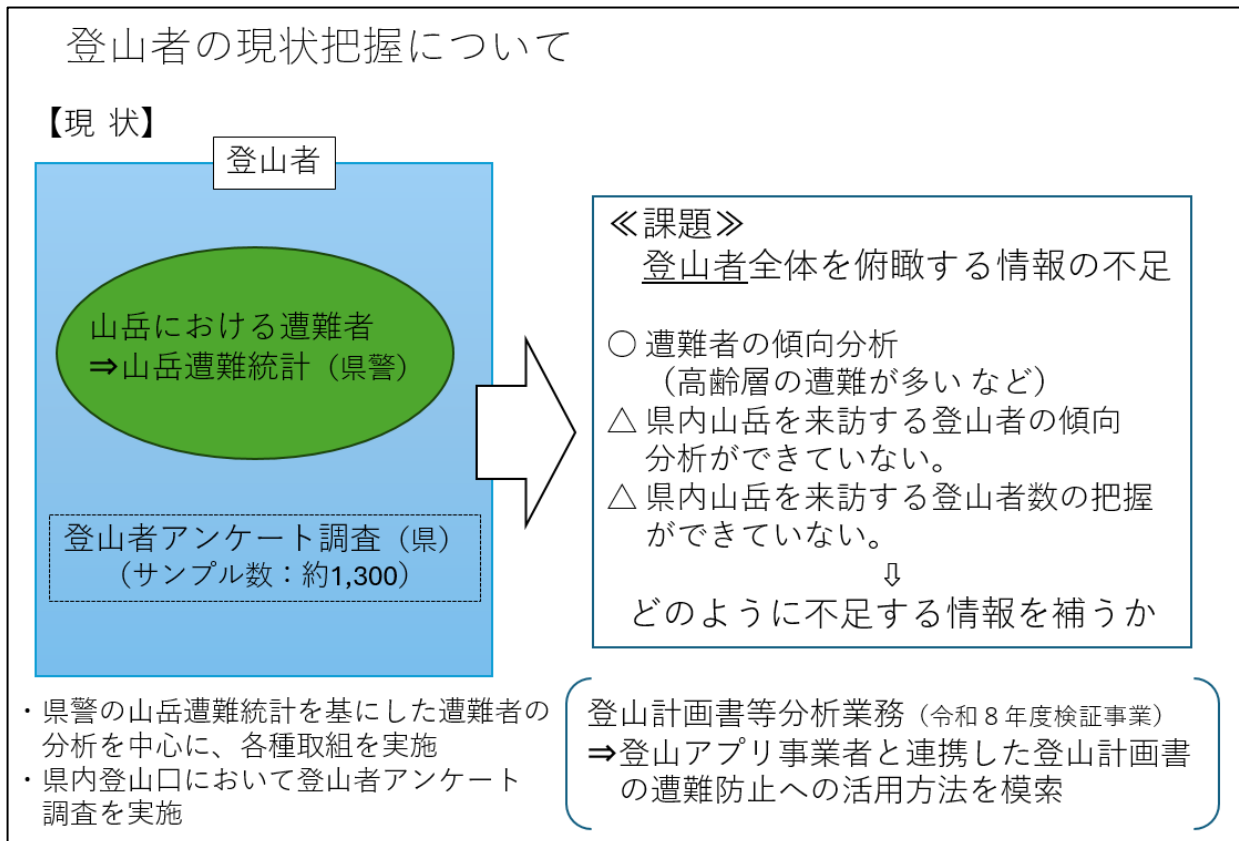 登山者の現状把握について
【現 状】
登山者
山岳における遭難者
⇒山岳遭難統計（県警）
登山者アンケート調査（県）
（サンプル数：約1,300）
・県警の山岳遭難統計を基にした遭難者の
分析を中心に、各種取組を実施
・県内登山口において登山者アンケート
調査を実施
≪課題≫
登山者全体を俯瞰する情報の不足
○ 遭難者の傾向分析
（高齢層の遭難が多い など）
△ 県内山岳を来訪する登山者の傾向
分析ができていない。
△ 県内山岳を来訪する登山者数の把握
ができていない。
⇩
どのように不足する情報を補うか
登山計画書等分析業務（令和８年度検証事業）
⇒登山アプリ事業者と連携した登山計画書
の遭難防止への活用方法を模索